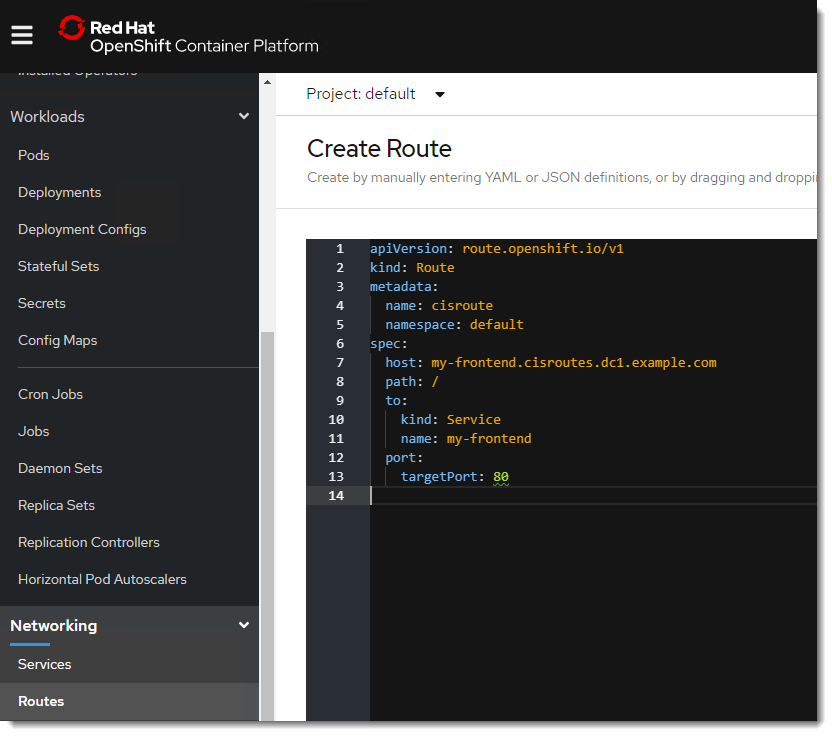 Red Hat
OpenShift Container Platform
Installed Operators
Workloads
Pods
Deployments
Deployment Configs
Stateful Sets
Secrets
Config Maps
Cron Jobs
Jobs
Daemon Sets
Replica Sets
Replication Controllers
Horizontal Pod Autoscalers
Networking
Services
Routes
Project: default
Create Route
Create by manually entering YAML or JSON definitions, or by dragging and droppi
1 apiVersion: route.openshift.io/v1
2 kind: Route
3 metadata:
4 name: cisroute
5 namespace: default
6 spec:
7 host: my-frontend.cisroutes.dc1.example.com
8 path: /
9 to:
10 kind: Service
11 name: my-frontend
12 port:
13 targetPort: 80
14